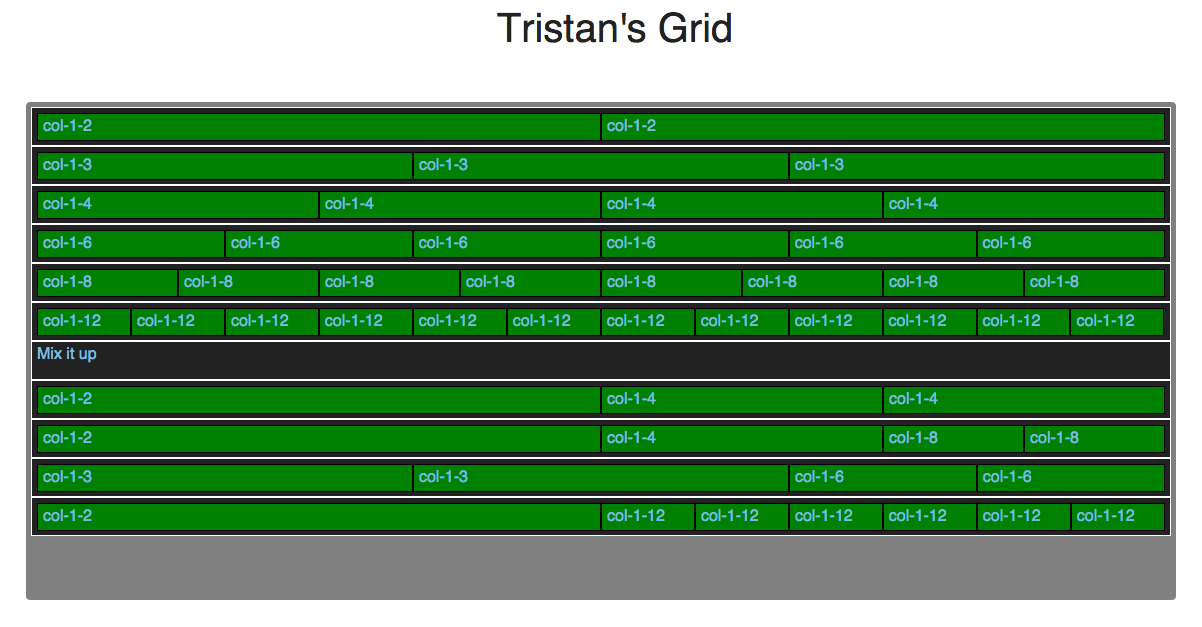 Tristan's Grid
col-1-2 col-1-2
col-1-3 col-1-3 col-1-3
col-1-4 col-1-4 col-1-4 col-1-4
col-1-6 col-1-6 col-1-6 col-1-6 col-1-6 col-1-6
col-1-8 col-1-8 col-1-8 col-1-8 col-1-8 col-1-8 col-1-8 col-1-8
col-1-12 col-1-12 col-1-12 col-1-12 col-1-12 col-1-12 col-1-12 col-1-12 col-1-12 col-1-12 col-1-12 col-1-12
Mix it up
col-1-2 col-1-4 col-1-4
col-1-2 col-1-4 col-1-8 col-1-8
col-1-3 col-1-3 col-1-6 col-1-6
col-1-2 col-1-12 col-1-12 col-1-12 col-1-12 col-1-12 col-1-12